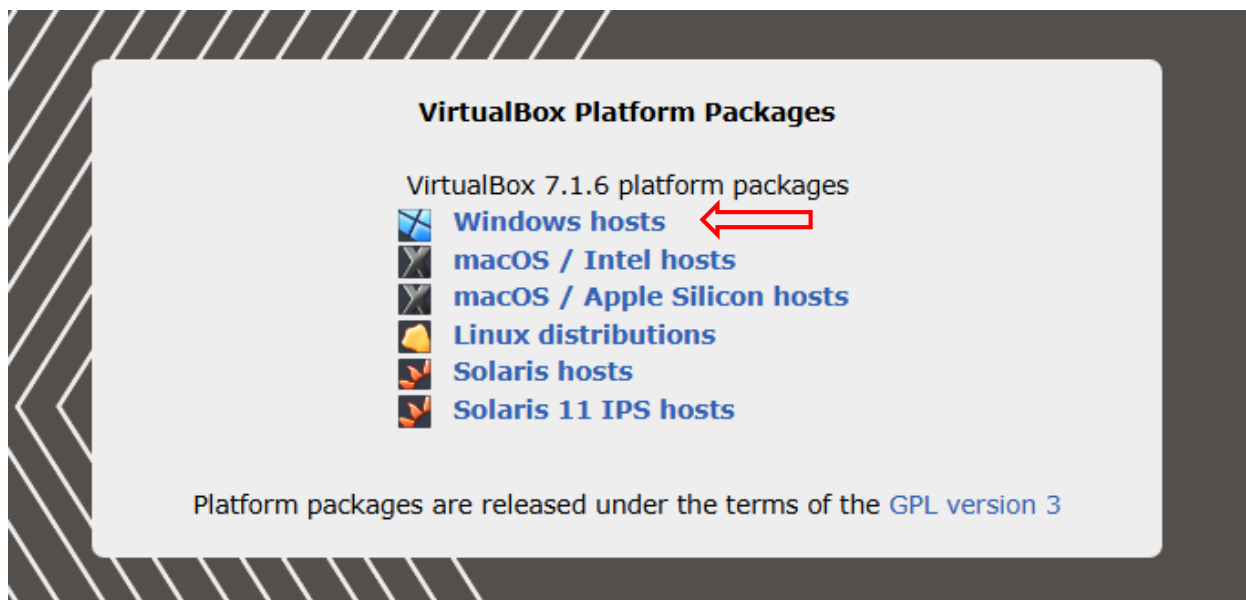 VirtualBox Platform Packages
VirtualBox 7.1.6 platform packages
Windows hosts
macOS / Intel hosts
macOS / Apple Silicon hosts
Linux distributions
Solaris hosts
Solaris 11 IPS hosts
Platform packages are released under the terms of the GPL version 3